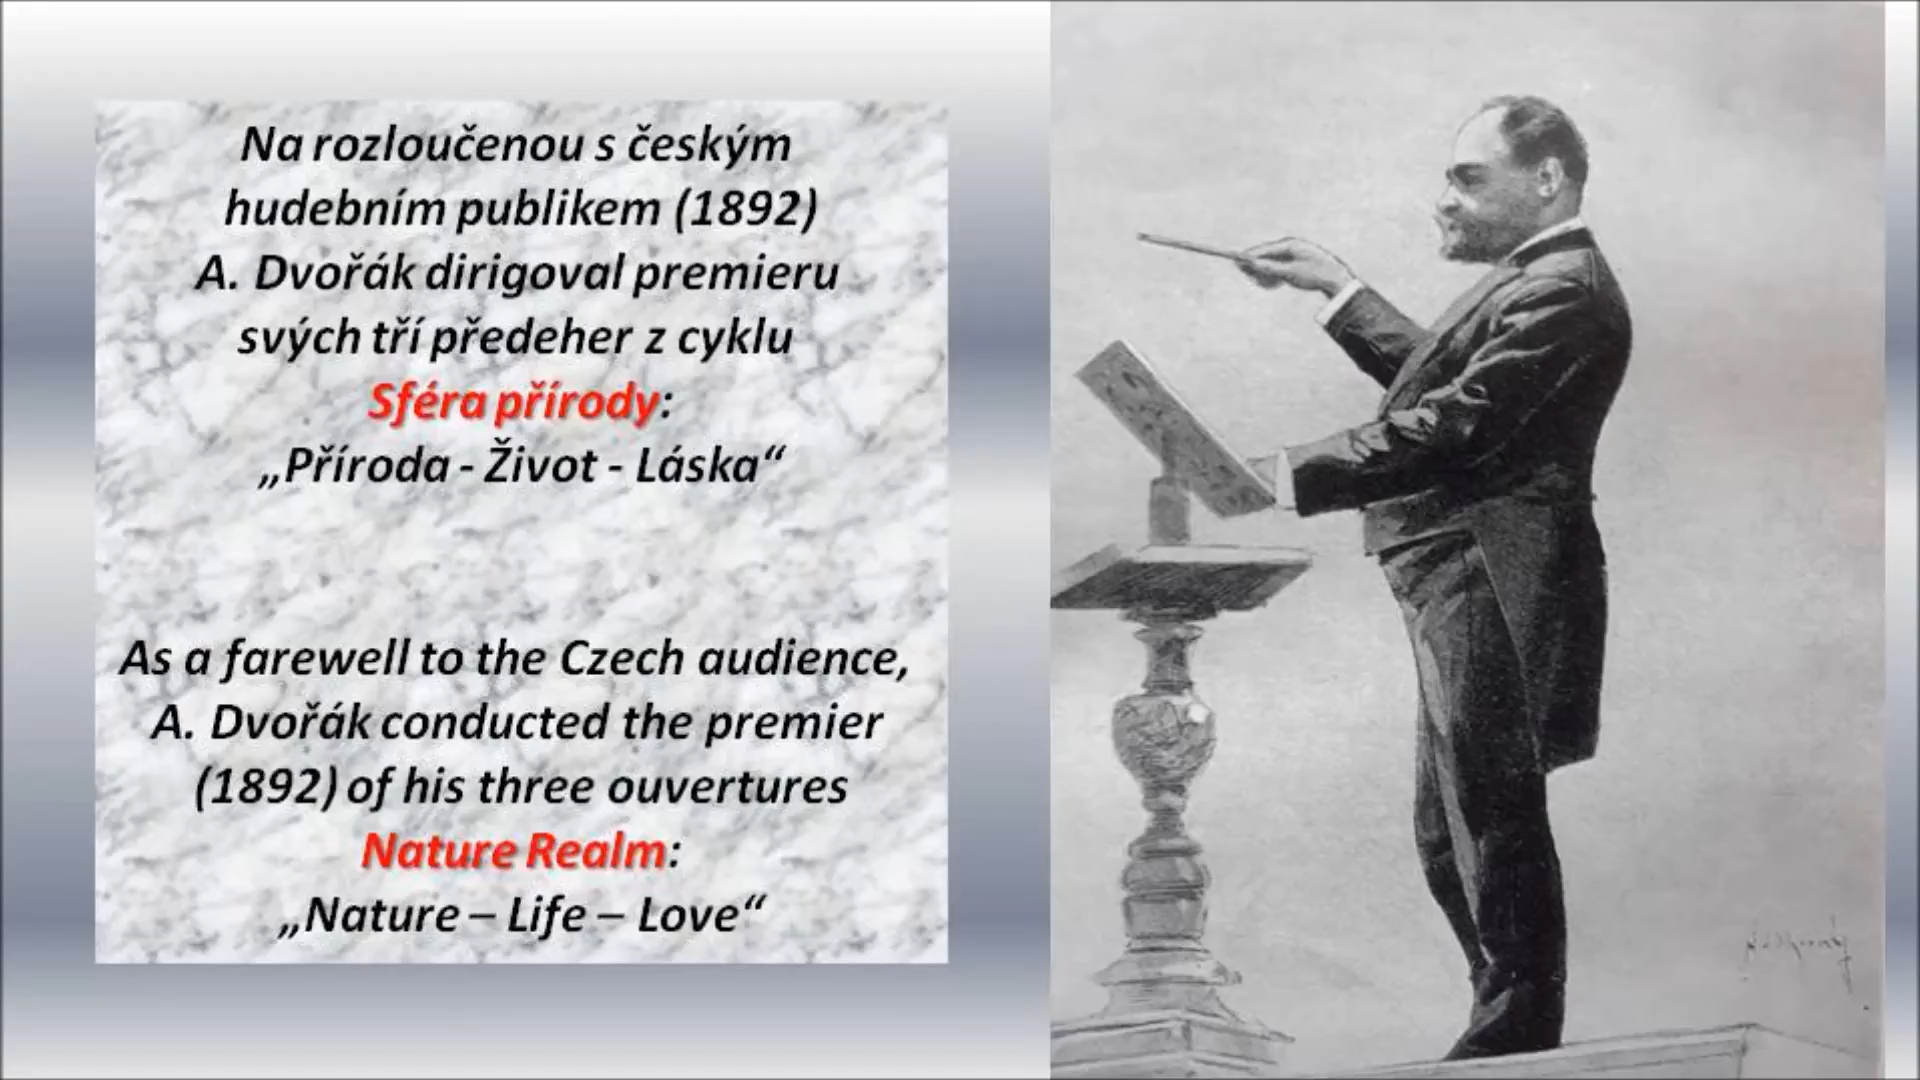 Na rozloučenou s českým
hudebním publikem (1892)
A. Dvořák dirigoval premieru
svých tří předeher z cyklu
Sféra přírody:
„Příroda - Život - Láska“
As a farewell to the Czech audience,
A. Dvořák conducted the premier
(1892) of his three ouvertures
Nature Realm:
„Nature – Life – Love“